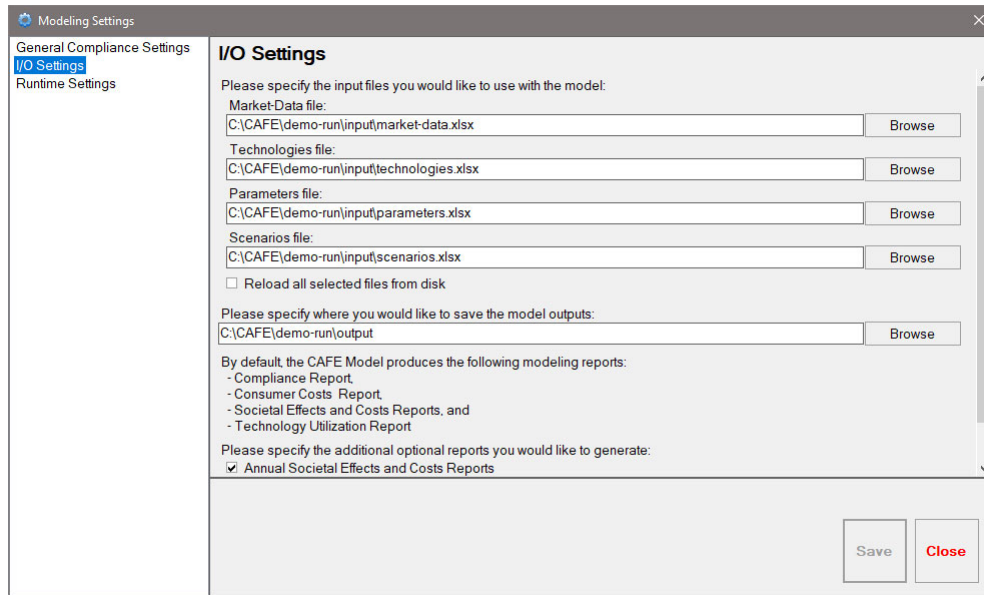 Modeling Settings
General Compliance Settings
I/O Settings
Runtime Settings
I/O Settings
Please specify the input files you would like to use with the model:
Market-Data file:
C:\CAFE\demo-run\input\market-data.xlsx
Browse
Technologies file:
C:\CAFE\demo-run\input\technologies.xlsx
Browse
Parameters file:
C:\CAFE\demo-run\input\parameters.xlsx
Browse
Scenarios file:
C:\CAFE\demo-run\input\scenarios.xlsx
Browse
Reload all selected files from disk
Please specify where you would like to save the model outputs:
C:\CAFE\demo-run\output
Browse
By default, the CAFE Model produces the following modeling reports:
- Compliance Report,
- Consumer Costs Report,
- Societal Effects and Costs Reports, and
- Technology Utilization Report
Please specify the additional optional reports you would like to generate:
Annual Societal Effects and Costs Reports
Save
Close